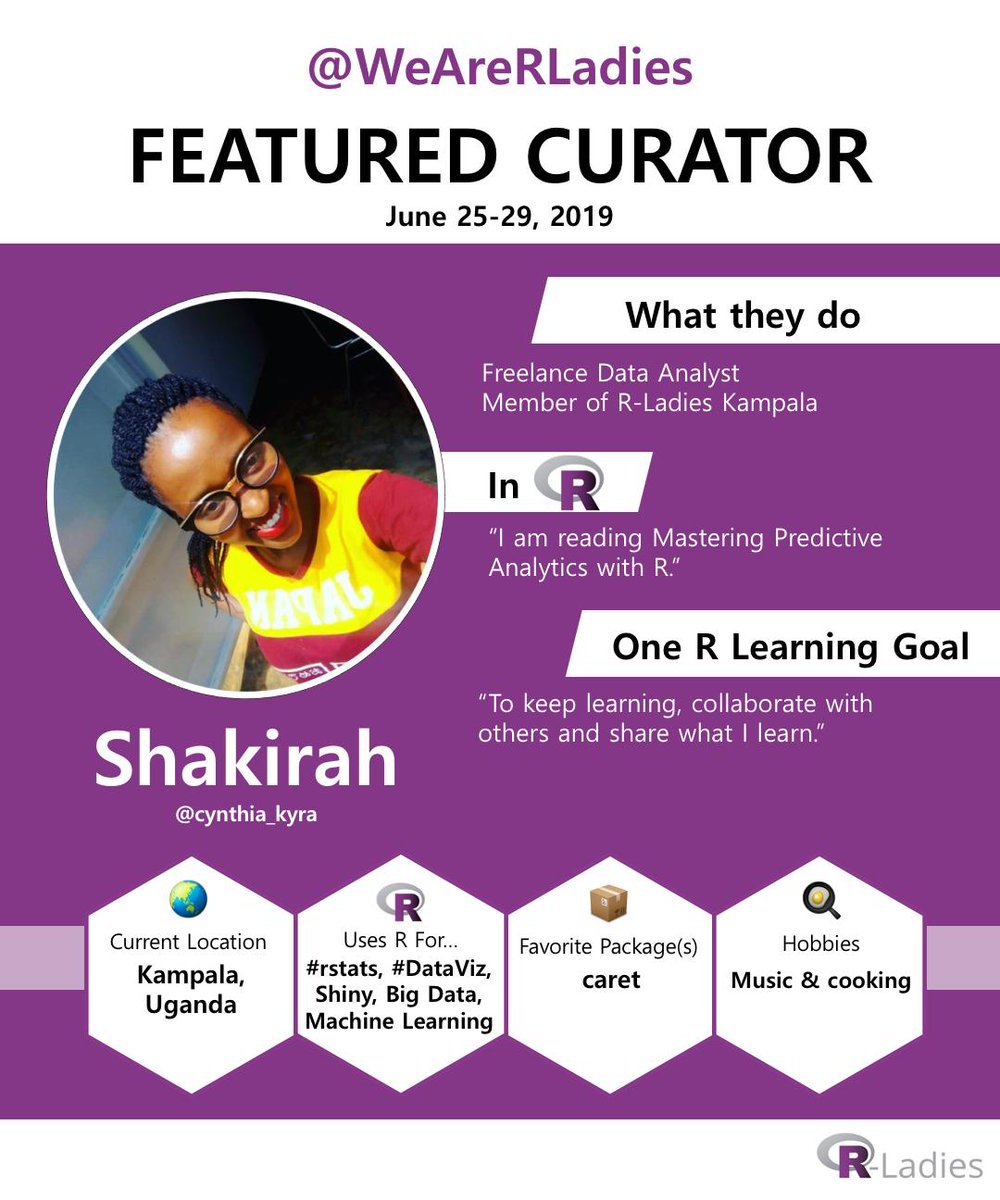 @WeAreRLadies
FEATURED CURATOR
June 25-29, 2019
What they do
Freelance Data Analyst
Member of R-Ladies Kampala
In R
“I am reading Mastering Predictive
Analytics with R.”
One R Learning Goal
“To keep learning, collaborate with
others and share what I learn.”
JAPAN
Shakirah
@cynthia_kyra
Current Location
Kampala,
Uganda
R
Uses R For...
#rstats, #DataViz,
Shiny, Big Data,
Machine Learning
Favorite Package(s)
caret
Hobbies
Music & cooking
R-Ladies